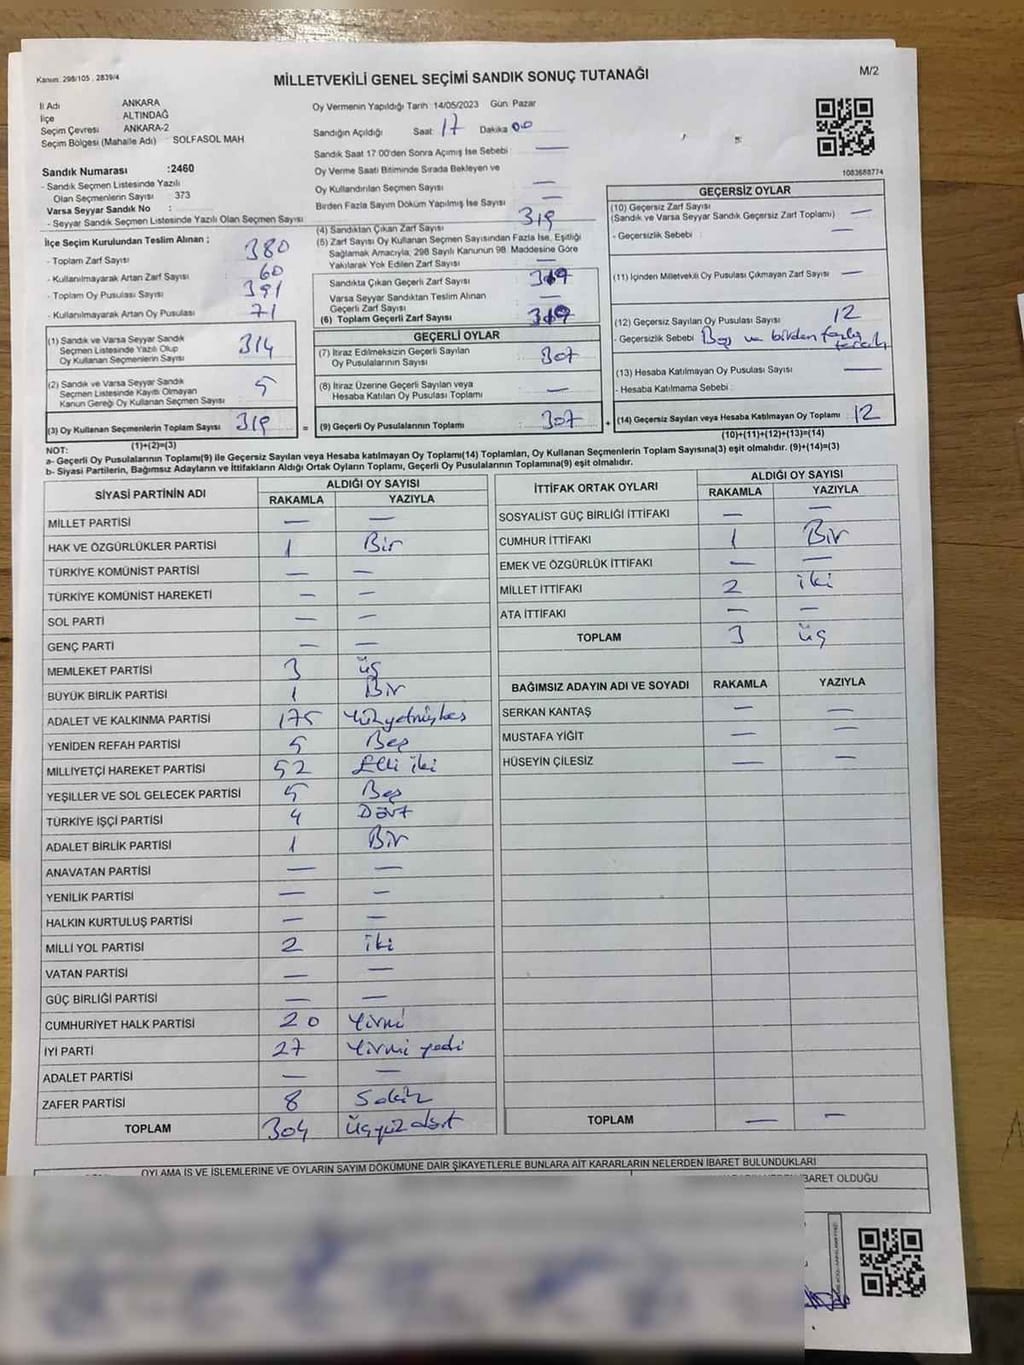 Kanun: 298/105 , 2839/4
MİLLETVEKİLİ GENEL SEÇİMİ SANDIK SONUÇ TUTANAĞI
M/2
İl Adı ANKARA
İlçe ALTINDAĞ
Seçim Çevresi ANKARA-2
Seçim Bölgesi (Mahalle Adı) SOLFASOL MAH
Oy Vermenin Yapıldığı Tarih :14/05/2023 Gün: Pazar
Sandığın Açıldığı Saat: 17 Dakika 00
Sandık Saat 17:00'den Sonra Açımış İse Sebebi : —
Oy Verme Saati Bitiminde Sırada Bekleyen ve
Oy Kullandırılan Seçmen Sayısı —
Birden Fazla Sayım Döküm Yapılmış İse Sayısı —
1083688774
Sandık Numarası :2460
- Sandık Seçmen Listesinde Yazılı
Olan Seçmenlerin Sayısı 373
Varsa Seyyar Sandık No :
- Seyyar Sandık Seçmen Listesinde Yazılı Olan Seçmen Sayısı
İlçe Seçim Kurulundan Teslim Alınan ;
- Toplam Zarf Sayısı 380
- Kullanılmayarak Artan Zarf Sayısı 60
- Toplam Oy Pusulası Sayısı 391
- Kullanılmayarak Artan Oy Pusulası 71
(1) Sandık ve Varsa Seyyar Sandık
Seçmen Listesinde Yazılı Olup
Oy Kullanan Seçmenlerin Sayısı 314
(2) Sandık ve Varsa Seyyar Sandık
Seçmen Listesinde Kayıtlı Olmayan
Kanun Gereği Oy Kullanan Seçmen Sayısı 5
(3) Oy Kullanan Seçmenlerin Toplam Sayısı 319
(1)+(2)=(3)
(4) Sandıktan Çıkan Zarf Sayısı 319
(5) Zarf Sayısı Oy Kullanan Seçmen Sayısından Fazla İse, Eşitliği
Sağlamak Amacıyla, 298 Sayılı Kanunun 98. Maddesine Göre
Yakılarak Yok Edilen Zarf Sayısı —
Sandıkta Çıkan Geçerli Zarf Sayısı 319
Varsa Seyyar Sandıktan Teslim Alınan
Geçerli Zarf Sayısı —
(6) Toplam Geçerli Zarf Sayısı 319
GEÇERLİ OYLAR
(7) İtiraz Edilmeksizin Geçerli Sayılan
Oy Pusulalarının Sayısı 307
(8) İtiraz Üzerine Geçerli Sayılan veya
Hesaba Katılan Oy Pusulası Toplamı —
= (9) Geçerli Oy Pusulalarının Toplamı 307 +
GEÇERSİZ OYLAR
(10) Geçersiz Zarf Sayısı
(Sandık ve Varsa Seyyar Sandık Geçersiz Zarf Toplamı) —
- Geçersizlik Sebebi : —
(11) İçinden Milletvekili Oy Pusulası Çıkmayan Zarf Sayısı —
(12) Geçersiz Sayılan Oy Pusulası Sayısı 12
- Geçersizlik Sebebi Boş ve birden fazla tercih
(13) Hesaba Katılmayan Oy Pusulası Sayısı —
- Hesaba Katılmama Sebebi :
(14) Geçersiz Sayılan veya Hesaba Katılmayan Oy Toplamı 12
(10)+(11)+(12)+(13)=(14)
NOT:
a- Geçerli Oy Pusulalarının Toplamı(9) ile Geçersiz Sayılan veya Hesaba katılmayan Oy Toplamı(14) Toplamları, Oy Kullanan Seçmenlerin Toplam Sayısına(3) eşit olmalıdır. (9)+(14)=(3)
b- Siyasi Partilerin, Bağımsız Adayların ve İttifakların Aldığı Ortak Oyların Toplamı, Geçerli Oy Pusulalarının Toplamına(9) eşit olmalıdır.
SİYASİ PARTİNİN ADI ALDIĞI OY SAYISI
RAKAMLA YAZIYLA
MİLLET PARTİSİ — —
HAK VE ÖZGÜRLÜKLER PARTİSİ 1 Bir
TÜRKİYE KOMÜNİST PARTİSİ — —
TÜRKİYE KOMÜNİST HAREKETİ — —
SOL PARTİ — —
GENÇ PARTİ — —
MEMLEKET PARTİSİ 3 üç
BÜYÜK BİRLİK PARTİSİ 1 Bir
ADALET VE KALKINMA PARTİSİ 175 Yüzyetmişbeş
YENİDEN REFAH PARTİSİ 5 Beş
MİLLİYETÇİ HAREKET PARTİSİ 52 Elli iki
YEŞİLLER VE SOL GELECEK PARTİSİ 5 Beş
TÜRKİYE İŞÇİ PARTİSİ 4 Dört
ADALET BİRLİK PARTİSİ 1 Bir
ANAVATAN PARTİSİ — —
YENİLİK PARTİSİ — —
HALKIN KURTULUŞ PARTİSİ — —
MİLLİ YOL PARTİSİ 2 iki
VATAN PARTİSİ — —
GÜÇ BİRLİĞİ PARTİSİ — —
CUMHURİYET HALK PARTİSİ 20 Yirmi
İYİ PARTİ 27 Yirmi yedi
ADALET PARTİSİ — —
ZAFER PARTİSİ 8 Sekiz
TOPLAM 304 üçyüz dört
İTTİFAK ORTAK OYLARI ALDIĞI OY SAYISI
RAKAMLA YAZIYLA
SOSYALİST GÜÇ BİRLİĞİ İTTİFAKI — —
CUMHUR İTTİFAKI 1 Bir
EMEK VE ÖZGÜRLÜK İTTİFAKI — —
MİLLET İTTİFAKI 2 iki
ATA İTTİFAKI — —
TOPLAM 3 üç
BAĞIMSIZ ADAYIN ADI VE SOYADI RAKAMLA YAZIYLA
SERKAN KANTAŞ — —
MUSTAFA YİĞİT — —
HÜSEYİN ÇİLESİZ — —
TOPLAM — —
OYLAMA İŞ VE İŞLEMLERİNE VE OYLARIN SAYIM DÖKÜMÜNE DAİR ŞİKAYETLERLE BUNLARA AİT KARARLARIN NELERDEN İBARET BULUNDUKLARI
İBARET OLDUĞU